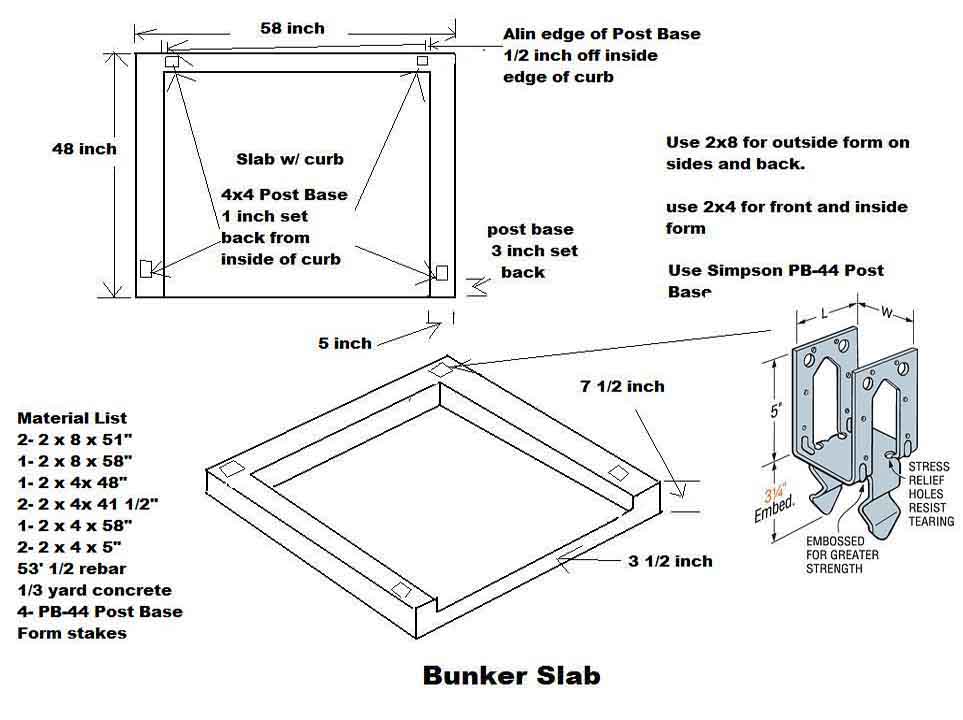 58 inch
Alin edge of Post Base
1/2 inch off inside
edge of curb
48 inch
Slab w/ curb
4x4 Post Base
1 inch set
back from
inside of curb
post base
3 inch set
back
5 inch
Use 2x8 for outside form on
sides and back.
use 2x4 for front and inside
form
Use Simpson PB-44 Post
Base
L
W
5"
3¼"
Embed.
STRESS
RELIEF
HOLES
RESIST
TEARING
EMBOSSED
FOR GREATER
STRENGTH
7 1/2 inch
3 1/2 inch
Material List
2- 2 x 8 x 51"
1- 2 x 8 x 58"
1- 2 x 4x 48"
2- 2 x 4x 41 1/2"
1- 2 x 4 x 58"
2- 2 x 4 x 5"
53' 1/2 rebar
1/3 yard concrete
4- PB-44 Post Base
Form stakes
Bunker Slab